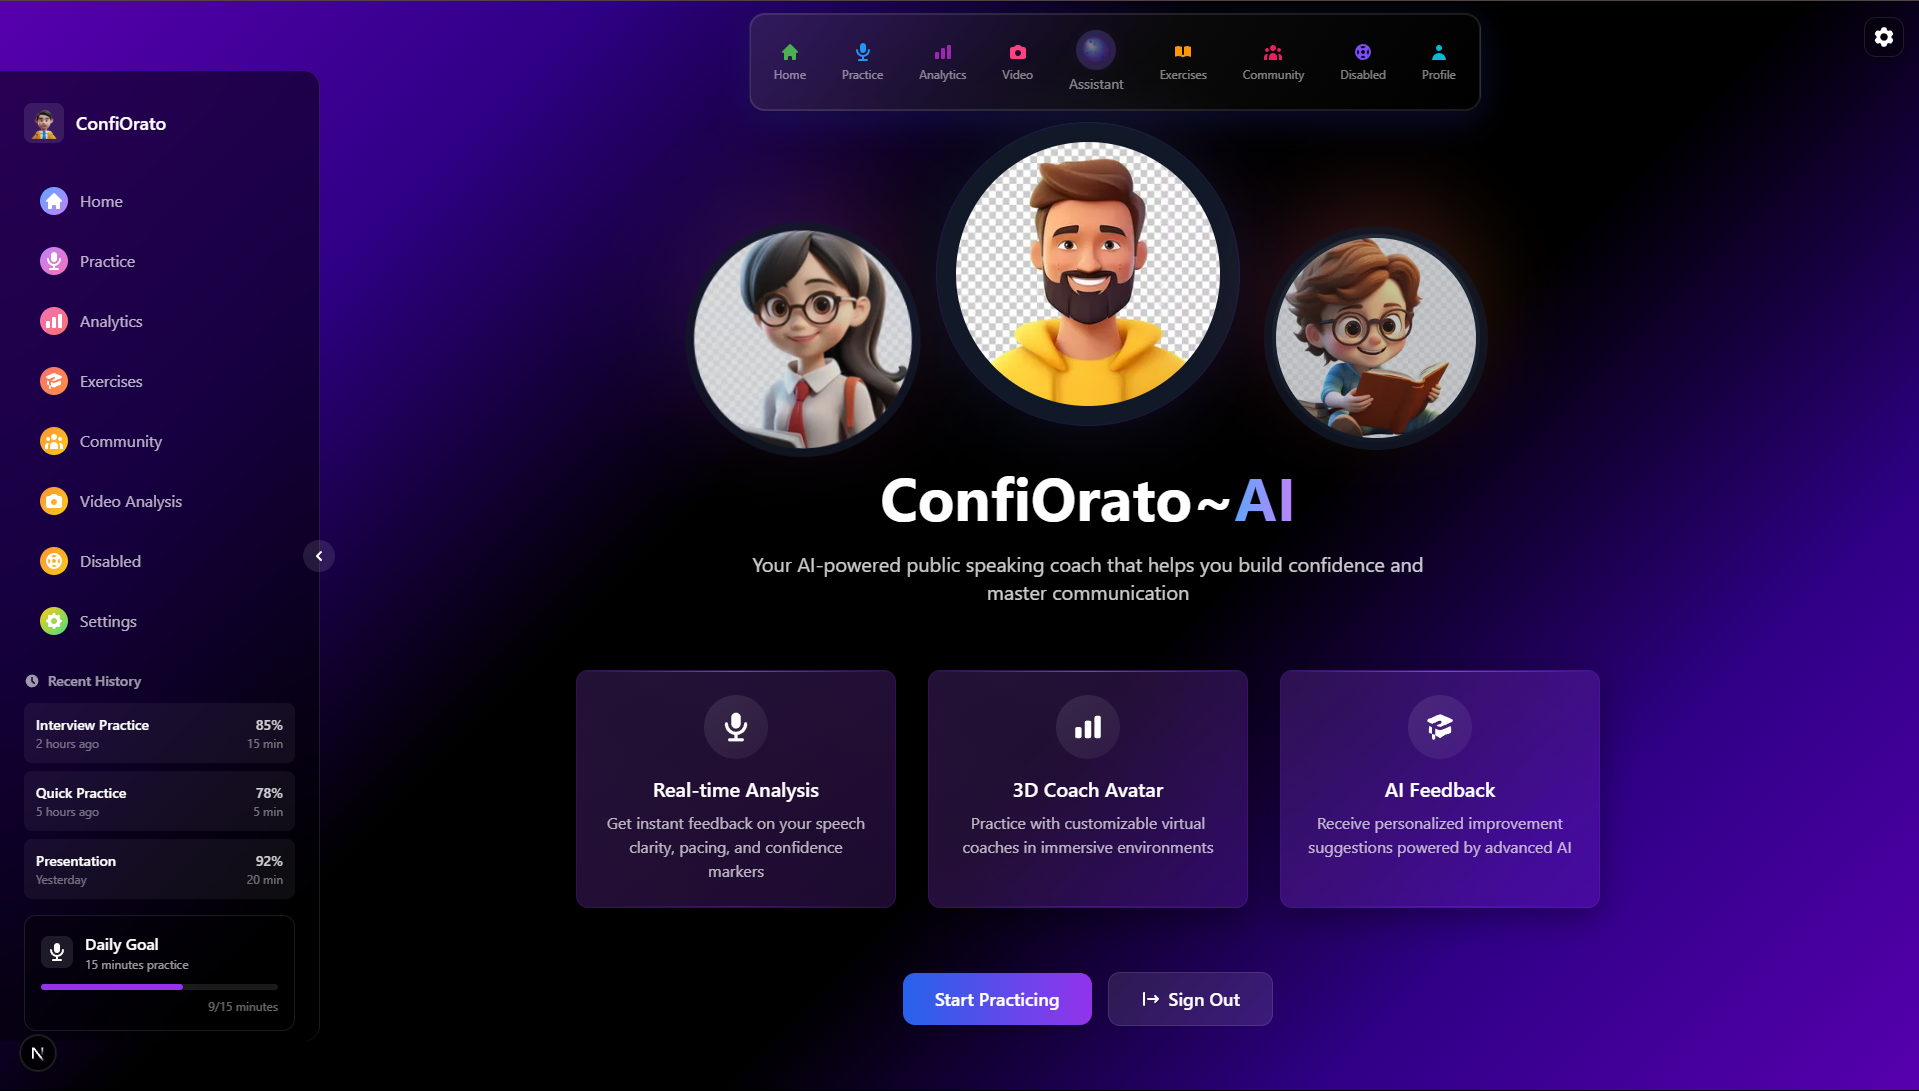 Home
Practice
Analytics
Video
Assistant
Exercises
Community
Disabled
Profile
ConfiOrato
Home
Practice
Analytics
Exercises
Community
Video Analysis
Disabled
Settings
Recent History
Interview Practice 85%
2 hours ago 15 min
Quick Practice 78%
5 hours ago 5 min
Presentation 92%
Yesterday 20 min
Daily Goal
15 minutes practice
9/15 minutes
N
ConfiOrato~AI
Your AI-powered public speaking coach that helps you build confidence and
master communication
Real-time Analysis
Get instant feedback on your speech
clarity, pacing, and confidence
markers
3D Coach Avatar
Practice with customizable virtual
coaches in immersive environments
AI Feedback
Receive personalized improvement
suggestions powered by advanced AI
Start Practicing
Sign Out